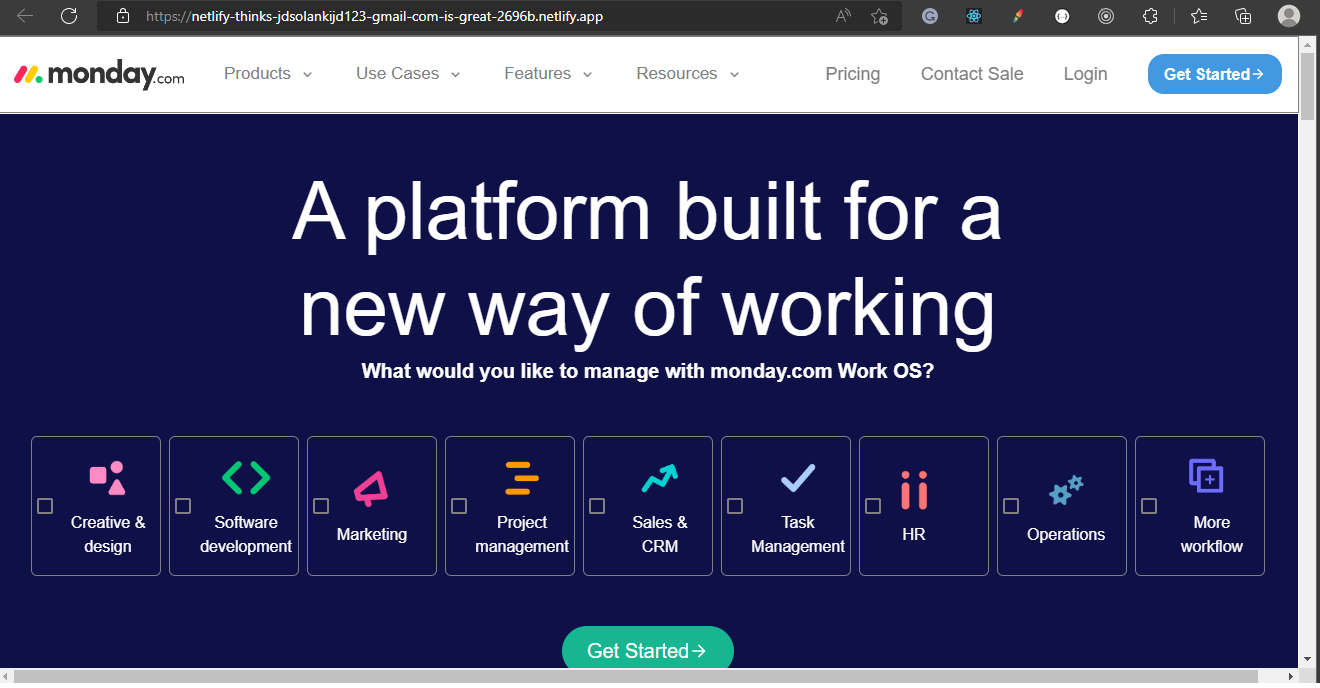 https://netlify-thinks-jdsolankijd123-gmail-com-is-great-2696b.netlify.app
monday.com
Products
Use Cases
Features
Resources
Pricing
Contact Sale
Login
Get Started→
A platform built for a
new way of working
What would you like to manage with monday.com Work OS?
Creative &
design
Software
development
Marketing
Project
management
Sales &
CRM
Task
Management
HR
Operations
More
workflow
Get Started→